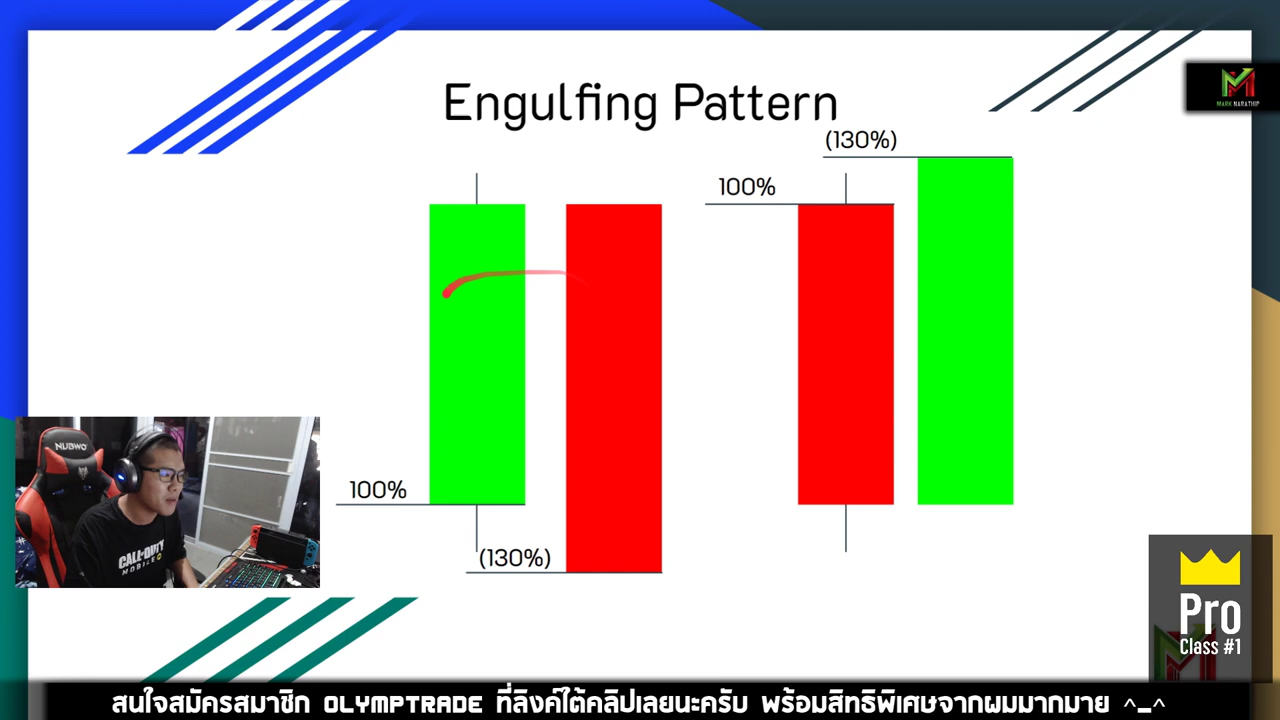 Engulfing Pattern
(130%)
100%
MARK NARATHIP
100%
(130%)
NUBWO
CALL OF DUTY
MOBILE
Pro
Class #1
สนใจสมัครสมาชิก OLYMPTRADE ที่ลิงค์ใต้คลิปเลยนะครับ พร้อมสิทธิพิเศษจากผมมากมาย ^_^